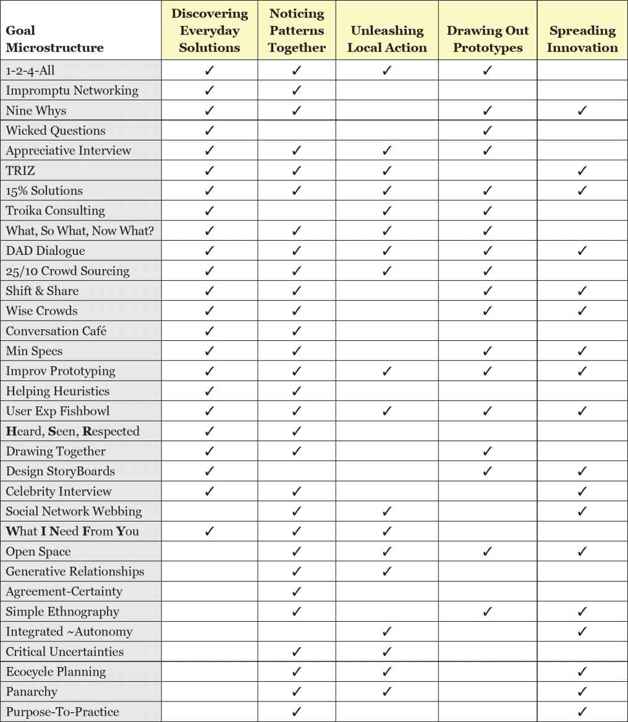 Goal
Microstructure
Discovering
Everyday
Solutions
Noticing
Patterns
Together
Unleashing
Local Action
Drawing Out
Prototypes
Spreading
Innovation
1-2-4-All ✓ ✓ ✓ ✓
Impromptu Networking ✓ ✓
Nine Whys ✓ ✓ ✓ ✓
Wicked Questions ✓ ✓
Appreciative Interview ✓ ✓ ✓ ✓
TRIZ ✓ ✓ ✓ ✓
15% Solutions ✓ ✓ ✓ ✓ ✓
Troika Consulting ✓ ✓ ✓
What, So What, Now What? ✓ ✓ ✓ ✓
DAD Dialogue ✓ ✓ ✓ ✓ ✓
25/10 Crowd Sourcing ✓ ✓ ✓ ✓
Shift & Share ✓ ✓ ✓ ✓
Wise Crowds ✓ ✓ ✓ ✓
Conversation Café ✓ ✓
Min Specs ✓ ✓ ✓ ✓
Improv Prototyping ✓ ✓ ✓ ✓ ✓
Helping Heuristics ✓ ✓
User Exp Fishbowl ✓ ✓ ✓ ✓ ✓
Heard, Seen, Respected ✓ ✓
Drawing Together ✓ ✓ ✓
Design StoryBoards ✓ ✓ ✓
Celebrity Interview ✓ ✓ ✓
Social Network Webbing ✓ ✓ ✓
What I Need From You ✓ ✓ ✓
Open Space ✓ ✓ ✓ ✓
Generative Relationships ✓ ✓
Agreement-Certainty ✓
Simple Ethnography ✓ ✓ ✓
Integrated ~Autonomy ✓ ✓
Critical Uncertainties ✓ ✓
Ecocycle Planning ✓ ✓ ✓
Panarchy ✓ ✓ ✓
Purpose-To-Practice ✓ ✓